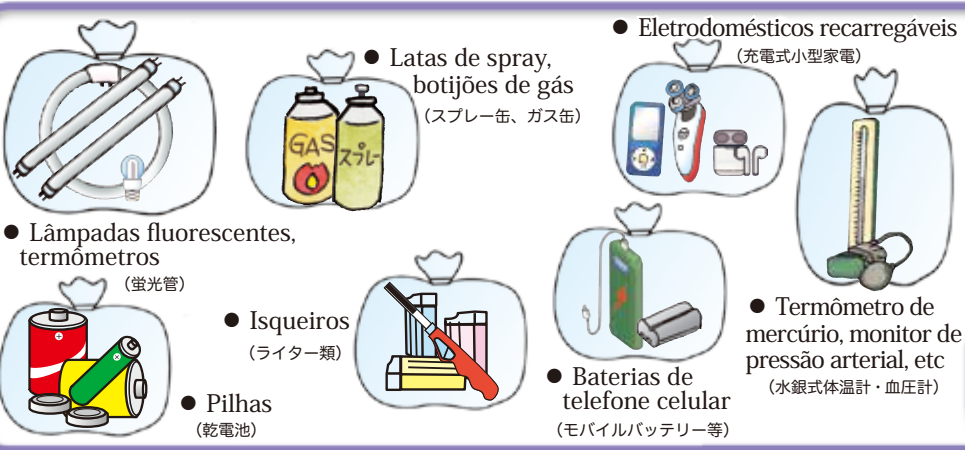 ● Lâmpadas fluorescentes,
termômetros
(蛍光管)
● Latas de spray,
botijões de gás
(スプレー缶、ガス缶)
GAS
スプレー
● Eletrodomésticos recarregáveis
(充電式小型家電)
● Pilhas
(乾電池)
● Isqueiros
(ライター類)
● Baterias de
telefone celular
(モバイルバッテリー等)
● Termômetro de
mercúrio, monitor de
pressão arterial, etc
(水銀式体温計・血圧計)